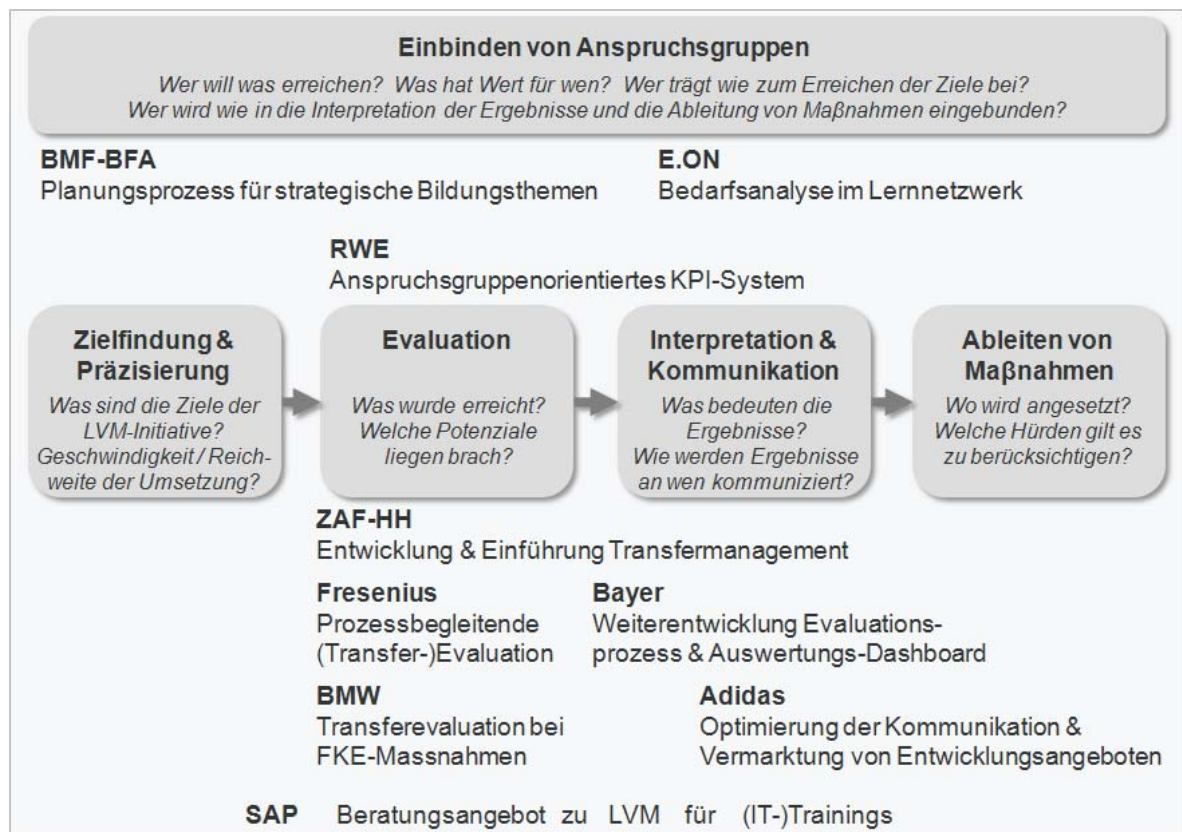 Einbinden von Anspruchsgruppen
Wer will was erreichen? Was hat Wert für wen? Wer trägt wie zum Erreichen der Ziele bei?
Wer wird wie in die Interpretation der Ergebnisse und die Ableitung von Maßnahmen eingebunden?
BMF-BFA
Planungsprozess für strategische Bildungsthemen
E.ON
Bedarfsanalyse im Lernnetzwerk
RWE
Anspruchsgruppenorientiertes KPI-System
Zielfindung &
Präzisierung
Was sind die Ziele der
LVM-Initiative?
Geschwindigkeit / Reich-
weite der Umsetzung?
Evaluation
Was wurde erreicht?
Welche Potenziale
liegen brach?
Interpretation &
Kommunikation
Was bedeuten die
Ergebnisse?
Wie werden Ergebnisse
an wen kommuniziert?
Ableiten von
Maßnahmen
Wo wird angesetzt?
Welche Hürden gilt es
zu berücksichtigen?
ZAF-HH
Entwicklung & Einführung Transfermanagement
Fresenius
Prozessbegleitende
(Transfer-)Evaluation
Bayer
Weiterentwicklung Evaluations-
prozess & Auswertungs-Dashboard
BMW
Transferevaluation bei
FKE-Massnahmen
Adidas
Optimierung der Kommunikation &
Vermarktung von Entwicklungsangeboten
SAP Beratungsangebot zu LVM für (IT-)Trainings